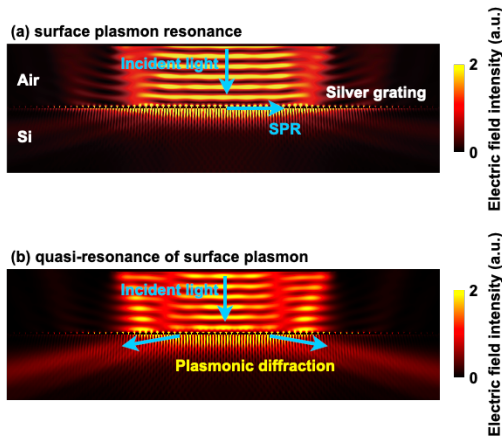 (a) surface plasmon resonance
Incident light
Air
Silver grating
SPR
Si
2
0
Electric field intensity (a.u.)
(b) quasi-resonance of surface plasmon
Incident light
Plasmonic diffraction
2
0
Electric field intensity (a.u.)